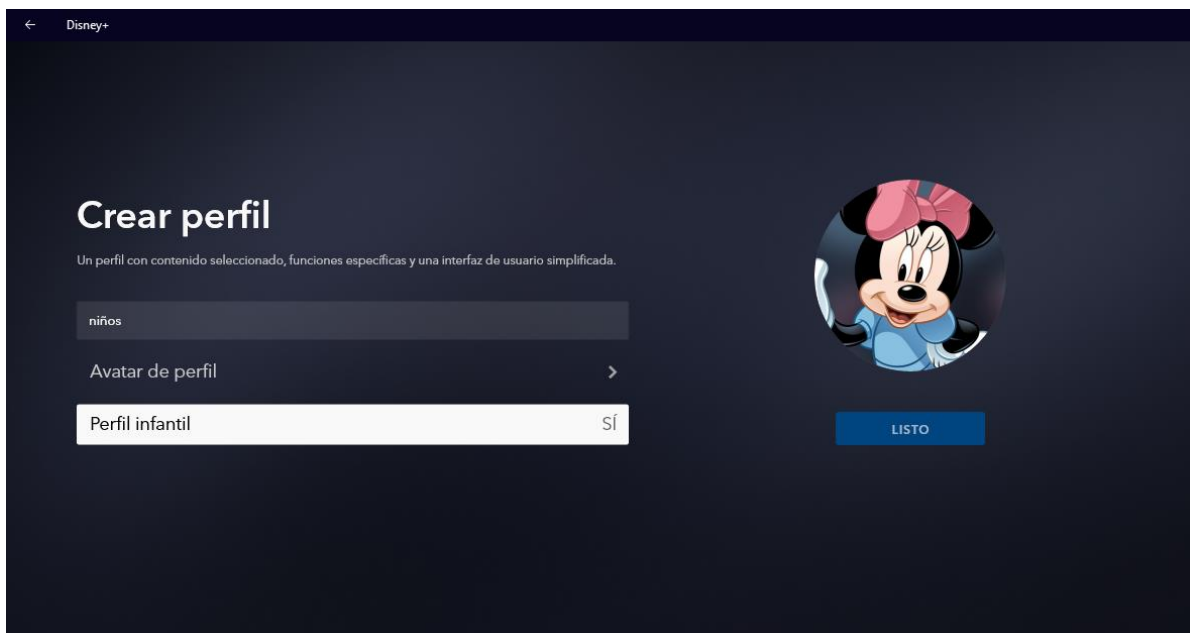 Disney+
Crear perfil
Un perfil con contenido seleccionado, funciones específicas y una interfaz de usuario simplificada.
niños
Avatar de perfil
Perfil infantil SÍ
LISTO